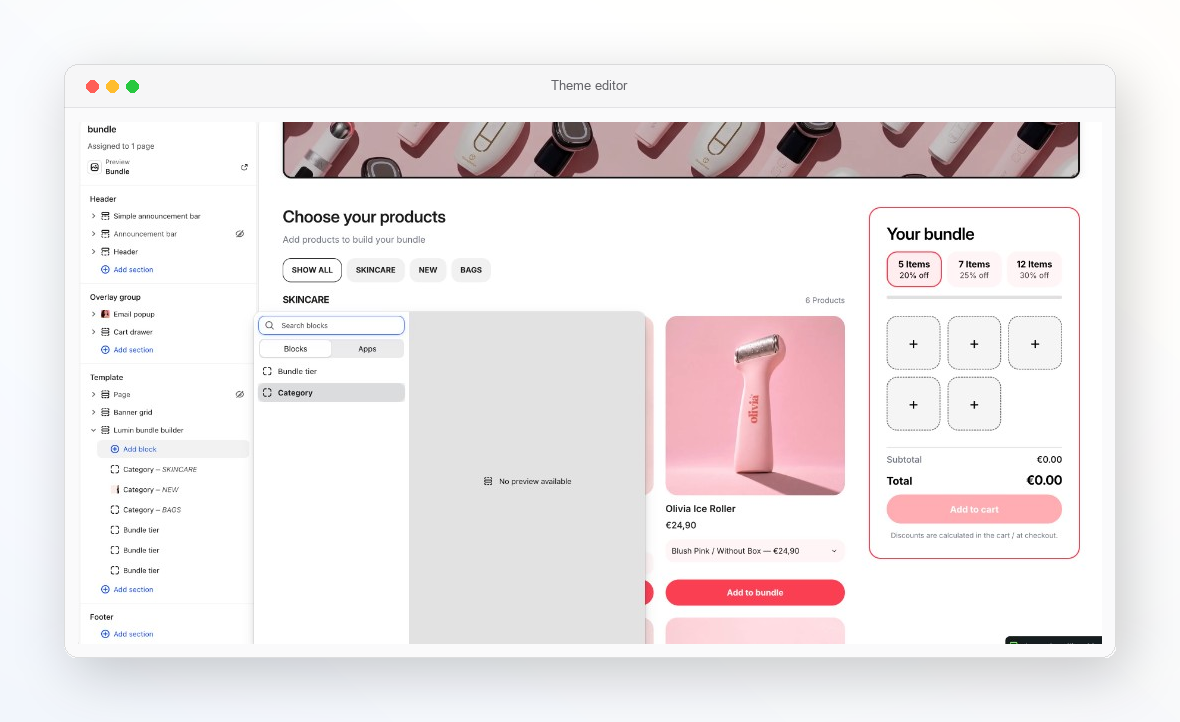 Theme editor
bundle
Assigned to 1 page
Preview
Bundle
Header
Simple announcement bar
Announcement bar
Header
Add section
Overlay group
Email popup
Cart drawer
Add section
Template
Page
Banner grid
Lumin bundle builder
Add block
Category – SKINCARE
Category – NEW
Category – BAGS
Bundle tier
Bundle tier
Bundle tier
Add section
Footer
Add section
Search blocks
Blocks Apps
Bundle tier
Category
No preview available
Choose your products
Add products to build your bundle
SHOW ALL SKINCARE NEW BAGS
SKINCARE 6 Products
olivia
Olivia Ice Roller
€24,90
Blush Pink / Without Box — €24,90
Add to bundle
Your bundle
5 Items 7 Items 12 Items
20% off 25% off 30% off
+ + +
+ +
Subtotal €0.00
Total €0.00
Add to cart
Discounts are calculated in the cart / at checkout.